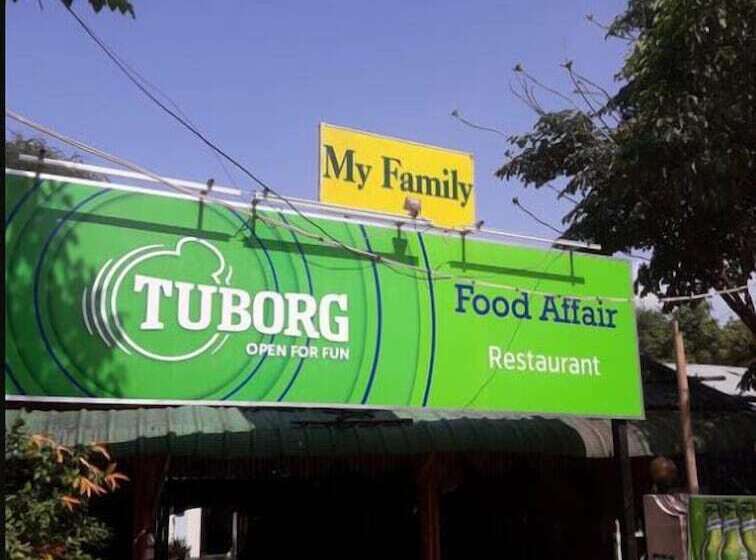 My Family
TUBORG
OPEN FOR FUN
Food Affair
Restaurant